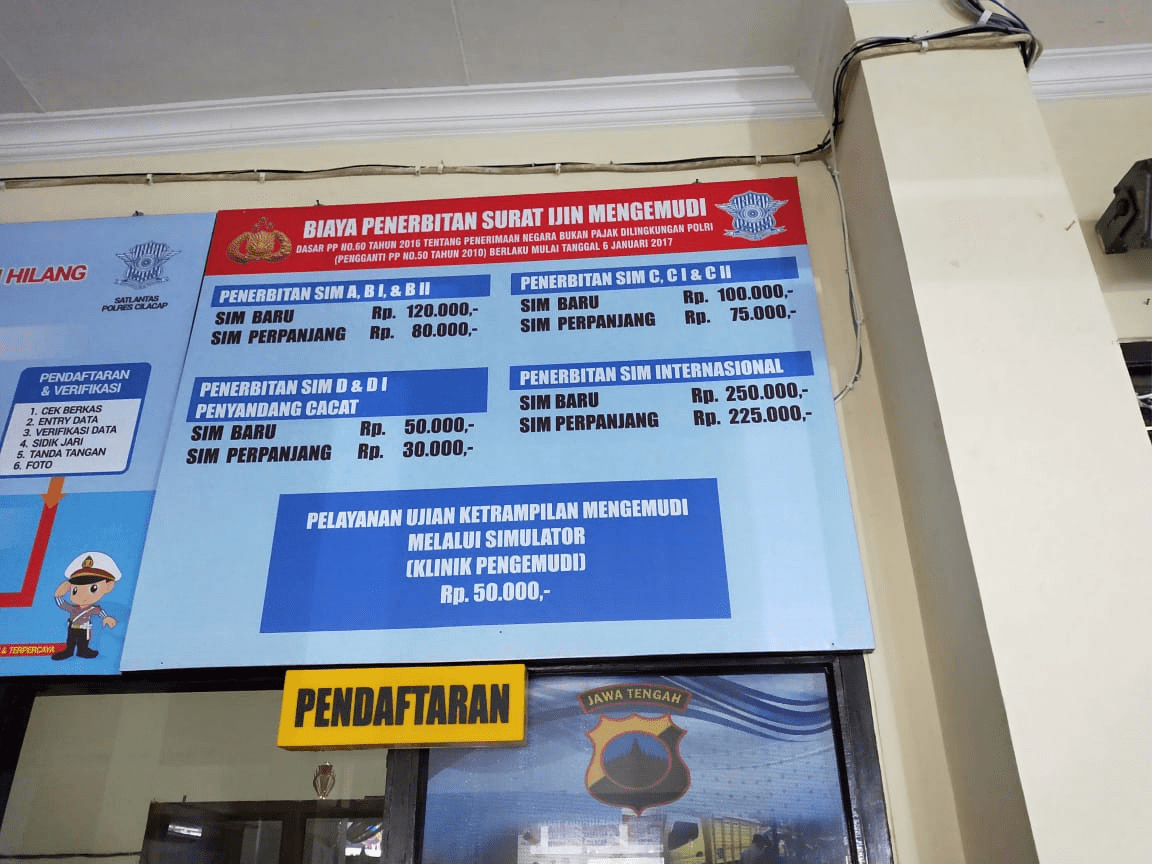 HILANG
SATLANTAS
POLRES CILACAP
PENDAFTARAN
& VERIFIKASI
1. CEK BERKAS
2. ENTRY DATA
3. VERIFIKASI DATA
4. SIDIK JARI
5. TANDA TANGAN
6. FOTO
& TERPERCAYA
BIAYA PENERBITAN SURAT IJIN MENGEMUDI
DASAR PP NO.60 TAHUN 2016 TENTANG PENERIMAAN NEGARA BUKAN PAJAK DILINGKUNGAN POLRI
(PENGGANTI PP NO.50 TAHUN 2010) BERLAKU MULAI TANGGAL 6 JANUARI 2017
PENERBITAN SIM A, B I, & B II
SIM BARU Rp. 120.000,-
SIM PERPANJANG Rp. 80.000,-
PENERBITAN SIM C, C I & C II
SIM BARU Rp. 100.000,-
SIM PERPANJANG Rp. 75.000,-
PENERBITAN SIM D & D I
PENYANDANG CACAT
SIM BARU Rp. 50.000,-
SIM PERPANJANG Rp. 30.000,-
PENERBITAN SIM INTERNASIONAL
SIM BARU Rp. 250.000,-
SIM PERPANJANG Rp. 225.000,-
PELAYANAN UJIAN KETRAMPILAN MENGEMUDI
MELALUI SIMULATOR
(KLINIK PENGEMUDI)
Rp. 50.000,-
PENDAFTARAN
JAWA TENGAH